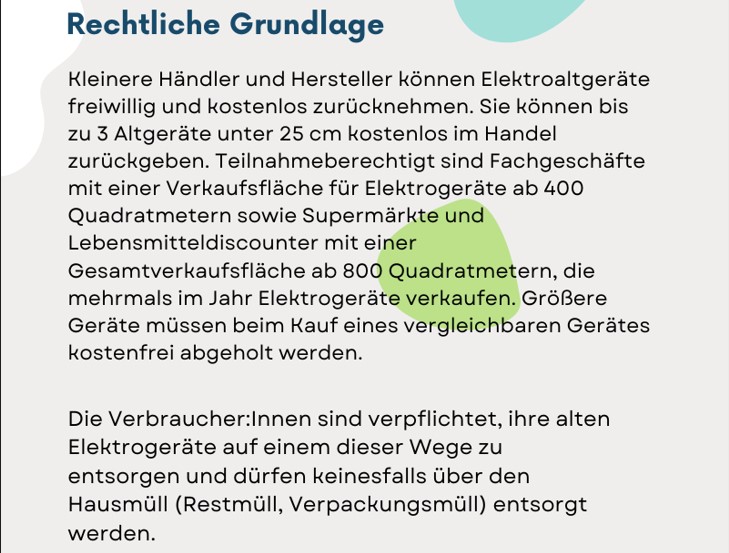 Rechtliche Grundlage
Kleinere Händler und Hersteller können Elektroaltgeräte
freiwillig und kostenlos zurücknehmen. Sie können bis
zu 3 Altgeräte unter 25 cm kostenlos im Handel
zurückgeben. Teilnahmeberechtigt sind Fachgeschäfte
mit einer Verkaufsfläche für Elektrogeräte ab 400
Quadratmetern sowie Supermärkte und
Lebensmitteldiscounter mit einer
Gesamtverkaufsfläche ab 800 Quadratmetern, die
mehrmals im Jahr Elektrogeräte verkaufen. Größere
Geräte müssen beim Kauf eines vergleichbaren Gerätes
kostenfrei abgeholt werden.
Die Verbraucher:Innen sind verpflichtet, ihre alten
Elektrogeräte auf einem dieser Wege zu
entsorgen und dürfen keinesfalls über den
Hausmüll (Restmüll, Verpackungsmüll) entsorgt
werden.